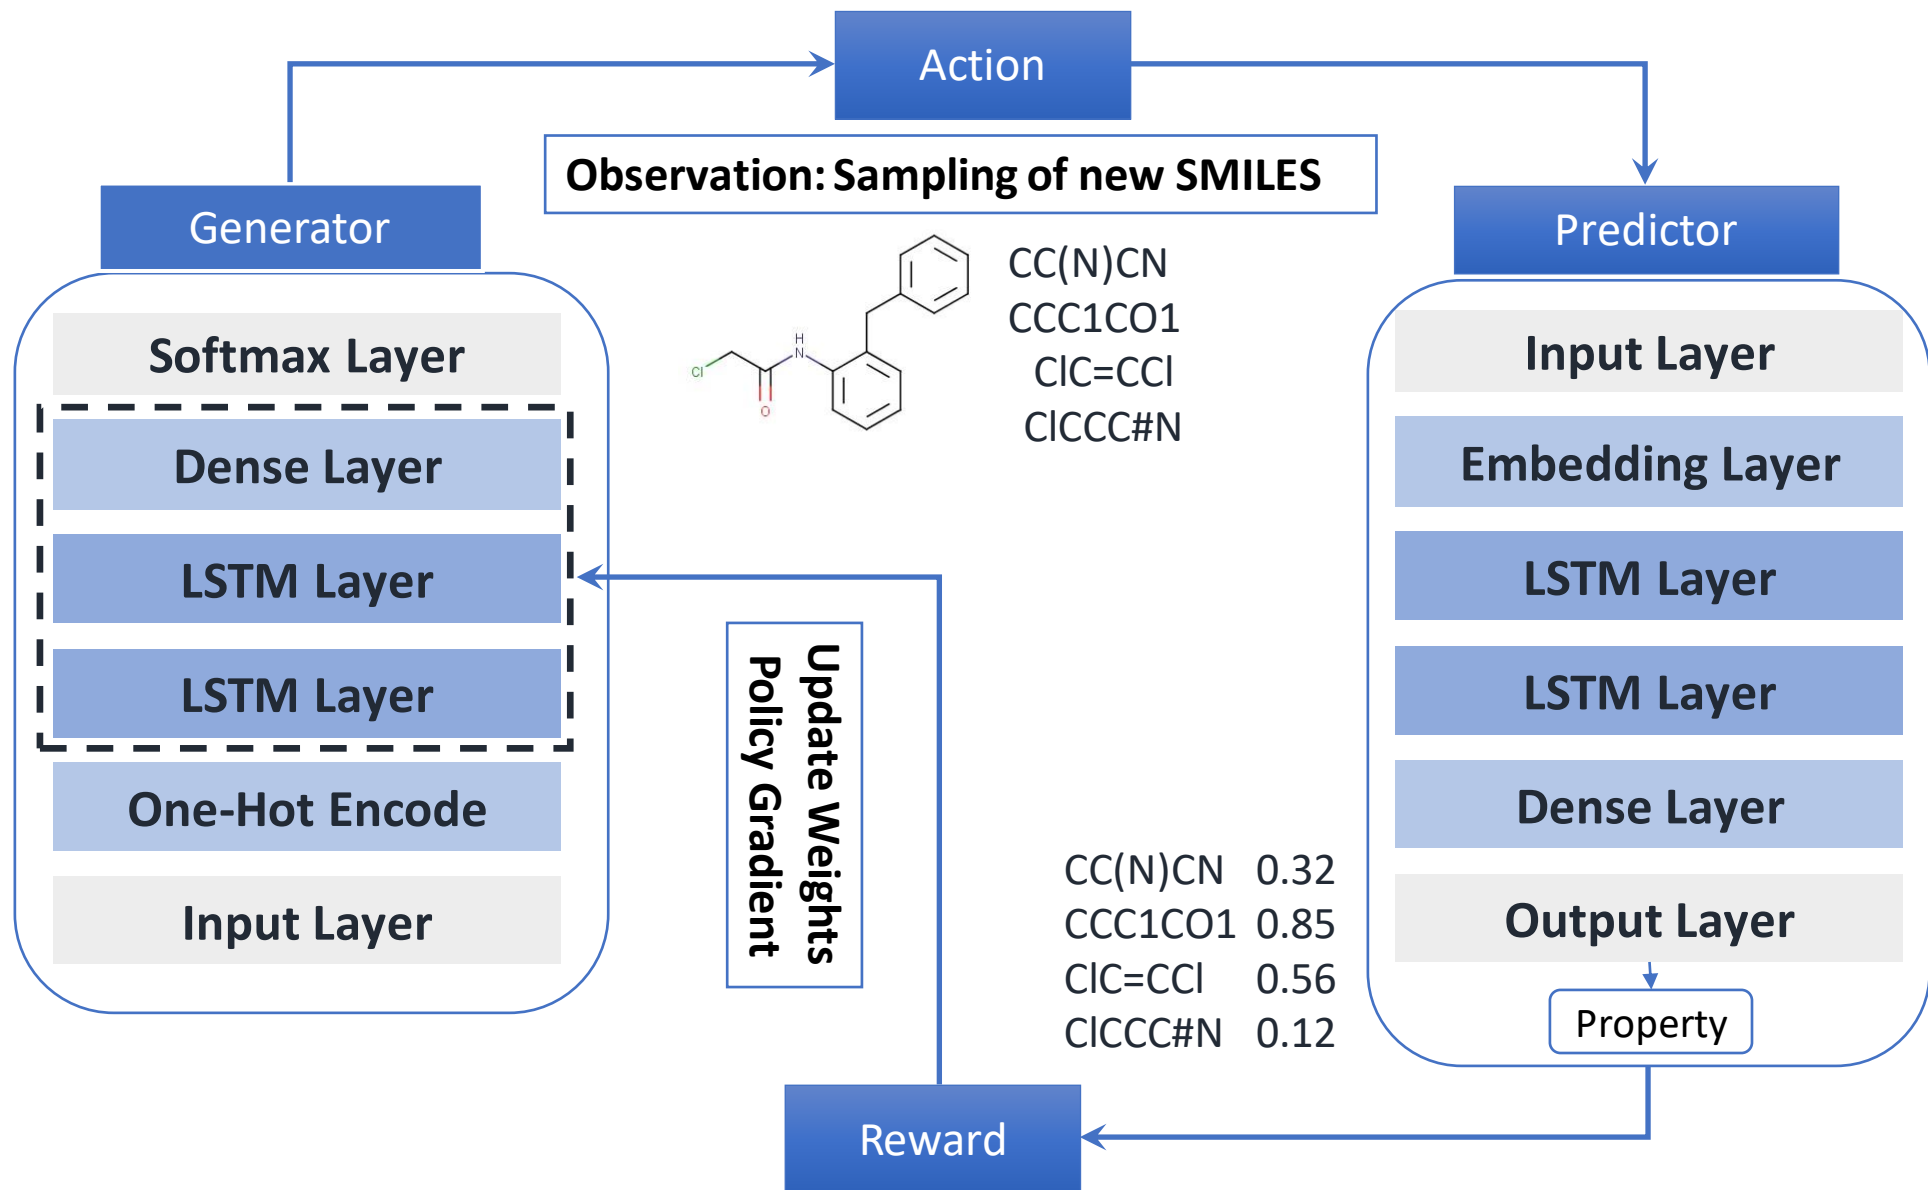 Action
Observation: Sampling of new SMILES
Generator
Softmax Layer
Dense Layer
LSTM Layer
LSTM Layer
One-Hot Encode
Input Layer
Cl
O
H
N
CC(N)CN
CCC1CO1
ClC=CCl
ClCCC#N
Predictor
Input Layer
Embedding Layer
LSTM Layer
LSTM Layer
Dense Layer
Output Layer
Property
Update Weights
Policy Gradient
CC(N)CN 0.32
CCC1CO1 0.85
ClC=CCl 0.56
ClCCC#N 0.12
Reward